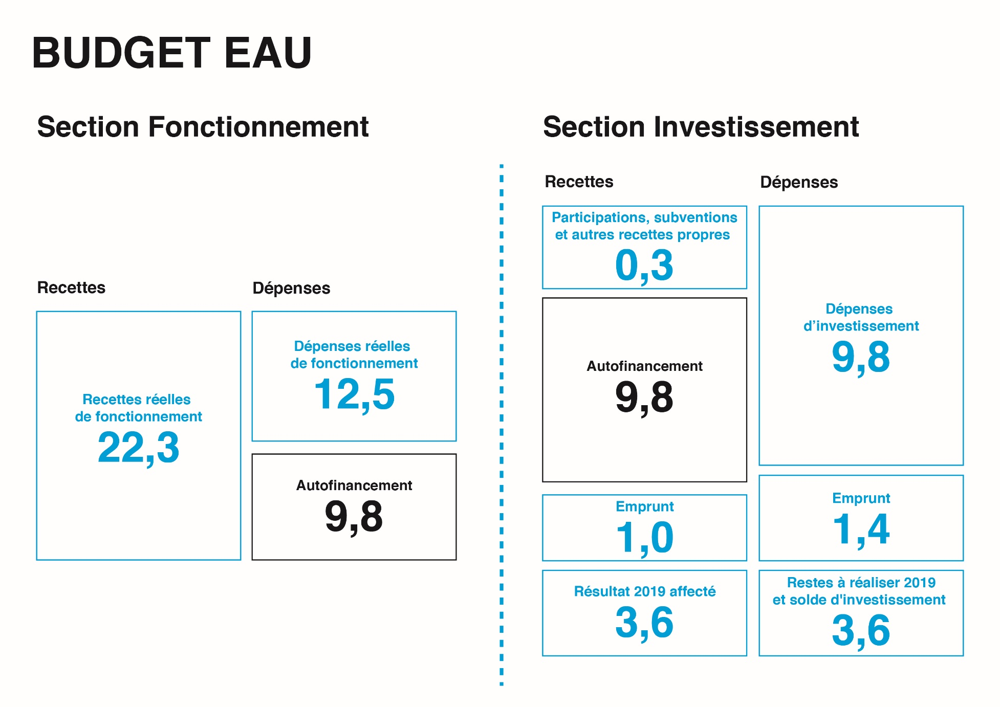 BUDGET EAU
Section Fonctionnement
Recettes
Dépenses
Recettes réelles
de fonctionnement
22,3
Dépenses réelles
de fonctionnement
12,5
Autofinancement
9,8
Section Investissement
Recettes
Dépenses
Participations, subventions
et autres recettes propres
0,3
Autofinancement
9,8
Emprunt
1,0
Résultat 2019 affecté
3,6
Dépenses
d’investissement
9,8
Emprunt
1,4
Restes à réaliser 2019
et solde d'investissement
3,6